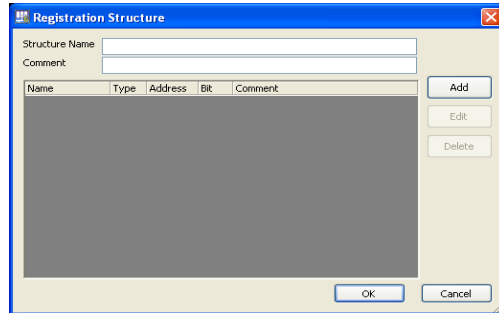 Registration Structure
Structure Name
Comment
Name Type Address Bit Comment
Add
Edit
Delete
OK Cancel